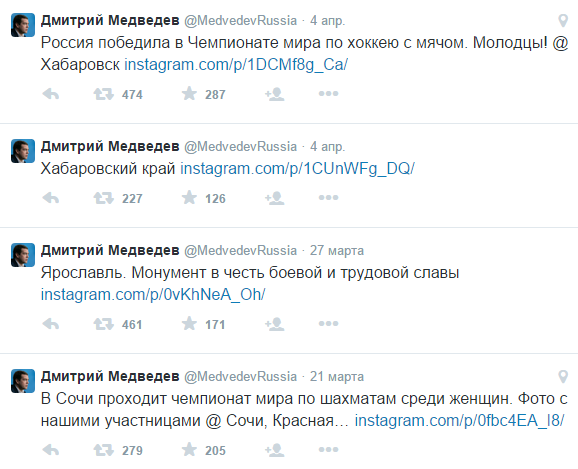 Дмитрий Медведев @MedvedevRussia · 4 апр.
Россия победила в Чемпионате мира по хоккею с мячом. Молодцы! @
Хабаровск instagram.com/p/1DCMf8g_Ca/
474 287
Дмитрий Медведев @MedvedevRussia · 4 апр.
Хабаровский край instagram.com/p/1CUnWFg_DQ/
227 126
Дмитрий Медведев @MedvedevRussia · 27 марта
Ярославль. Монумент в честь боевой и трудовой славы
instagram.com/p/0vKhNeA_Oh/
461 171
Дмитрий Медведев @MedvedevRussia · 21 марта
В Сочи проходит чемпионат мира по шахматам среди женщин. Фото с
нашими участницами @ Сочи, Красная… instagram.com/p/0fbc4EA_I8/
279 205